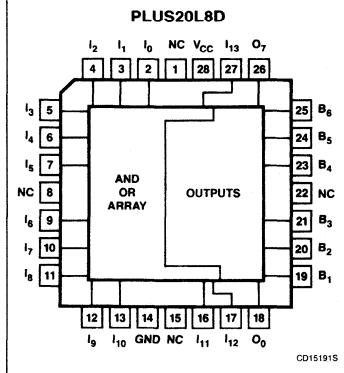 PLUS20L8D
I2 I1 I0 NC VCC I13 O7
4 3 2 1 28 27 26
I3 5 25 B6
I4 6 24 B5
I5 7 23 B4
NC 8 AND OR ARRAY OUTPUTS 22 NC
I6 9 21 B3
I7 10 20 B2
I8 11 19 B1
12 13 14 15 16 17 18
I9 I10 GND NC I11 I12 O0
CD15191S